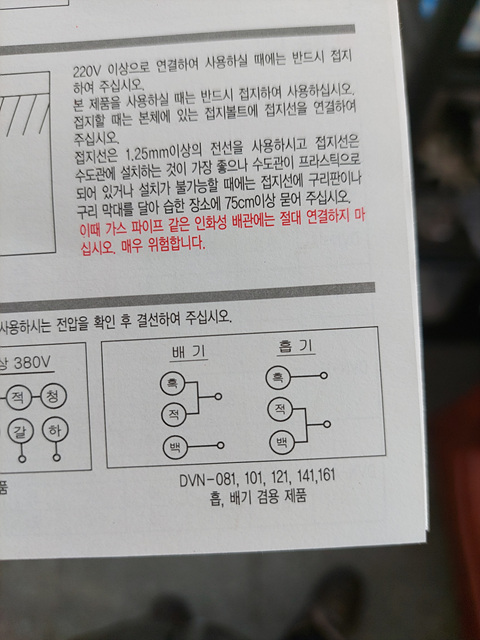 220V 이상으로 연결하여 사용하실 때에는 반드시 접지
하여 주십시오.
본 제품을 사용하실 때는 반드시 접지하여 사용하십시오.
접지할 때는 본체에 있는 접지볼트에 접지선을 연결하여
주십시오.
접지선은 1.25mm이상의 전선을 사용하시고 접지선은
수도관에 설치하는 것이 가장 좋으나 수도관이 프라스틱으로
되어 있거나 설치가 불가능할 때에는 접지선에 구리판이나
구리 막대를 달아 습한 장소에 75cm이상 묻어 주십시오.
이때 가스 파이프 같은 인화성 배관에는 절대 연결하지 마
십시오. 매우 위험합니다.
사용하시는 전압을 확인 후 결선하여 주십시오.
상 380V
적 청
갈 하
품
배 기
흑
적
백
흡 기
흑
적
백
DVN-081, 101, 121, 141,161
흡, 배기 겸용 제품